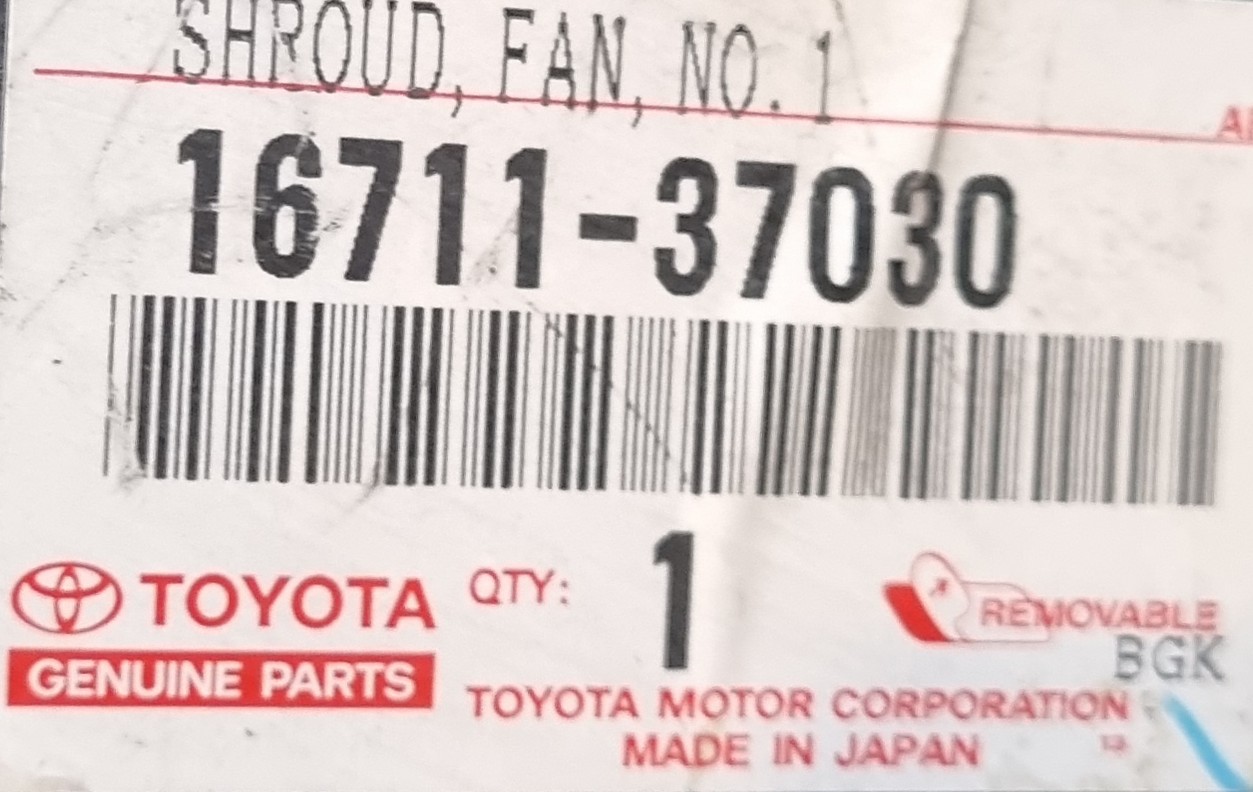 SHROUD, FAN, NO. 1
16711-37030
TOYOTA
GENUINE PARTS
QTY: 1
REMOVABLE
BGK
TOYOTA MOTOR CORPORATION
MADE IN JAPAN